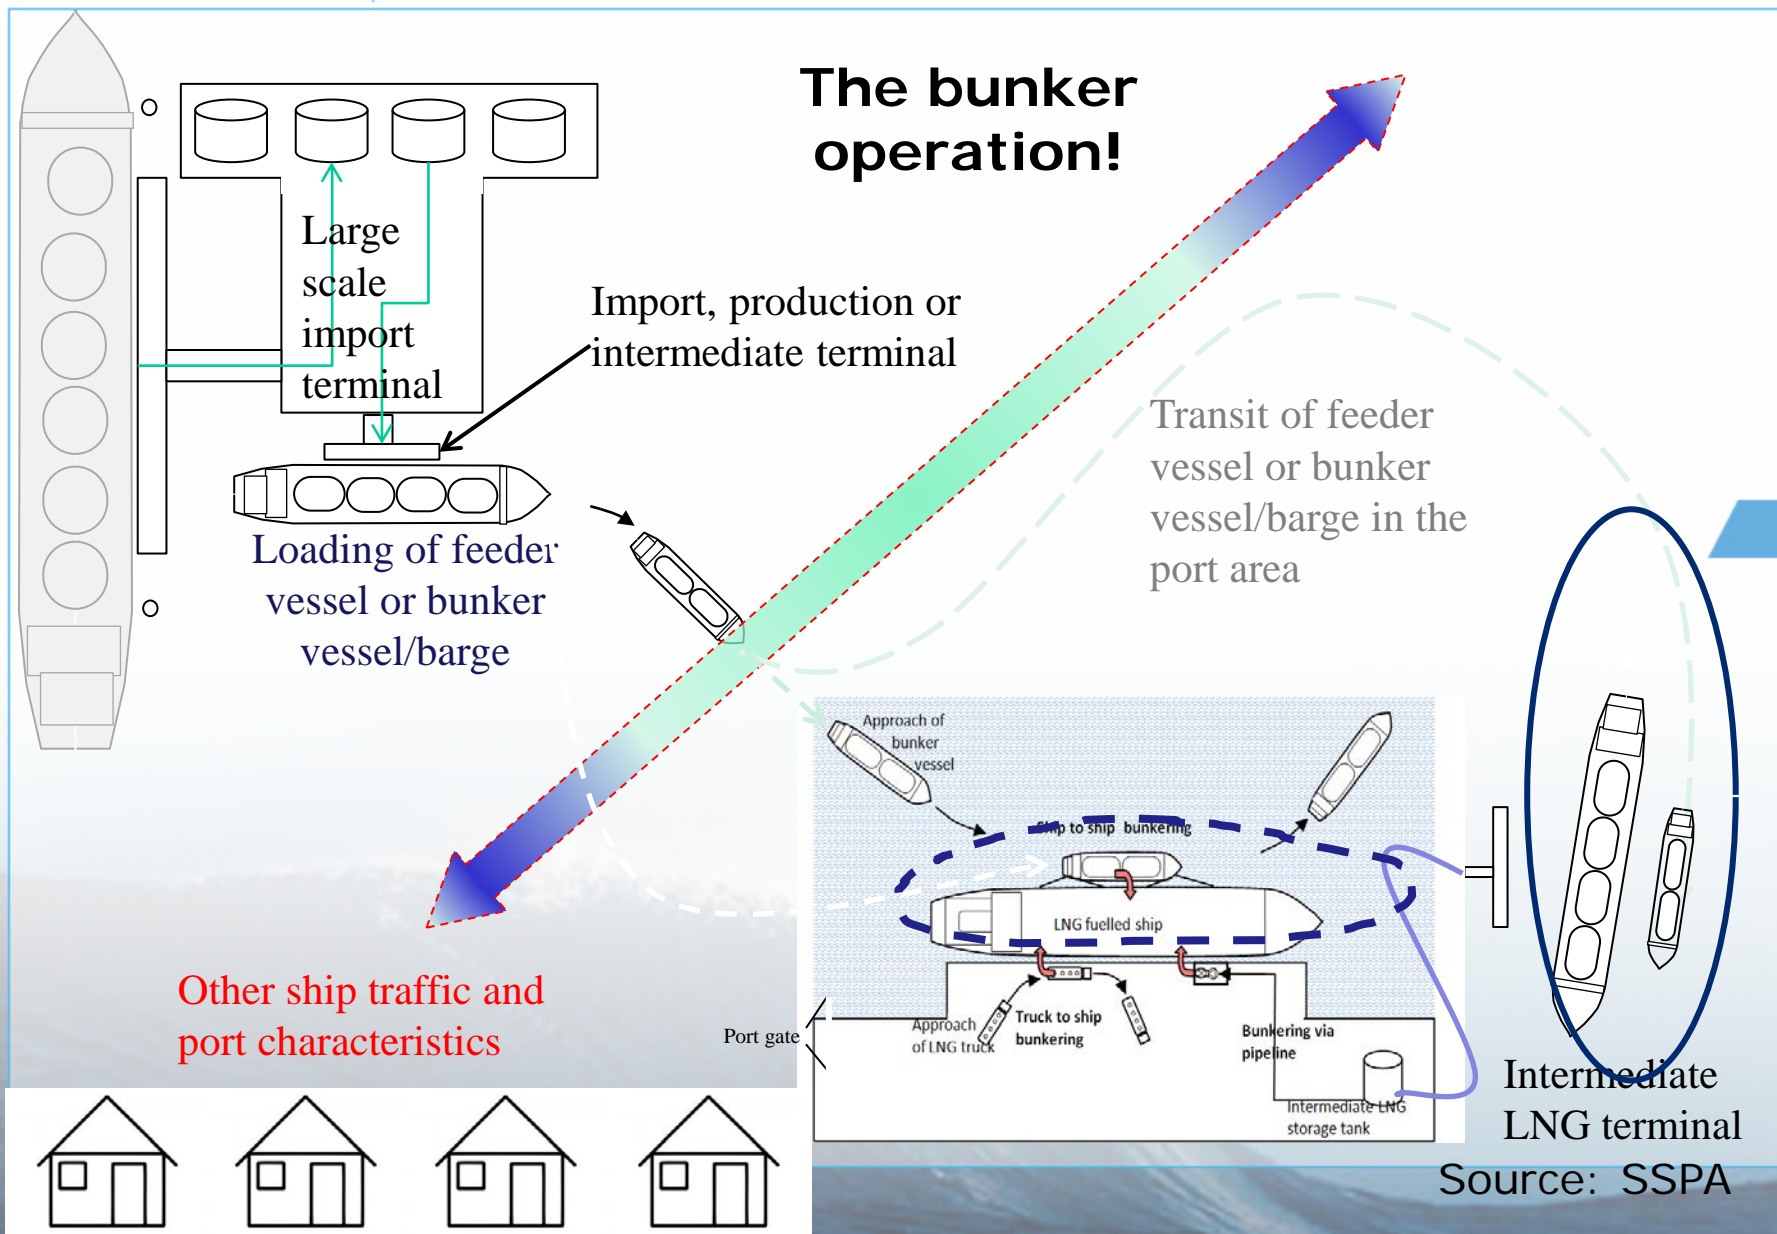 The bunker
operation!
Large
scale
import
terminal
Import, production or
intermediate terminal
Transit of feeder
vessel or bunker
vessel/barge in the
port area
Loading of feeder
vessel or bunker
vessel/barge
Approach of
bunker
vessel
Ship to ship bunkering
LNG fuelled ship
Other ship traffic and
port characteristics
Port gate
Approach
of LNG truck
Truck to ship
bunkering
Bunkering via
pipeline
Intermediate LNG
storage tank
Intermediate
LNG terminal
Source: SSPA